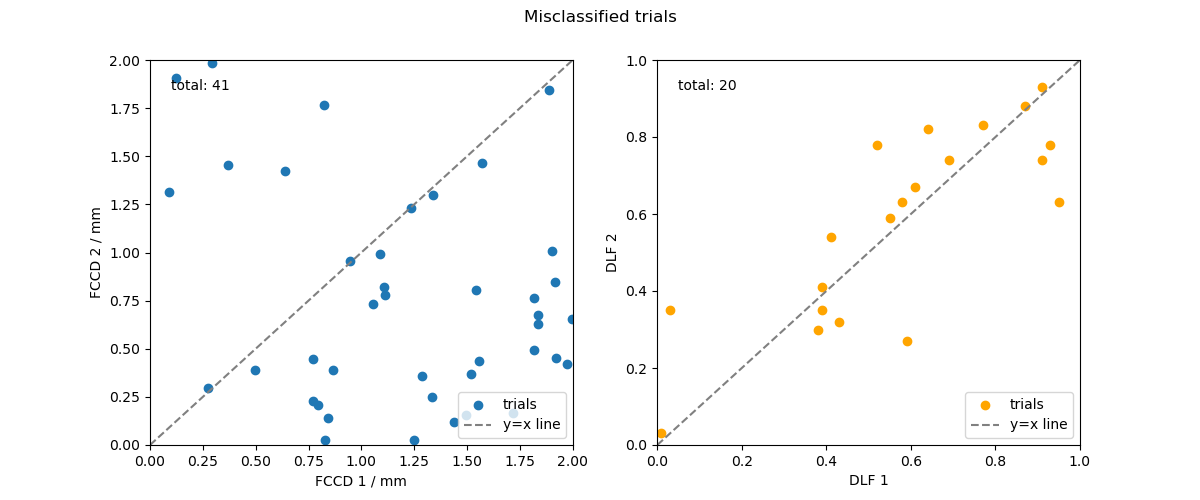 Misclassified trials
total: 41
2.00
1.75
1.50
1.25
1.00
0.75
0.50
0.25
0.00
FCCD 2 / mm
0.00 0.25 0.50 0.75 1.00 1.25 1.50 1.75 2.00
FCCD 1 / mm
trials
y=x line
total: 20
1.0
0.8
0.6
0.4
0.2
0.0
DLF 2
0.0 0.2 0.4 0.6 0.8 1.0
DLF 1
trials
y=x line